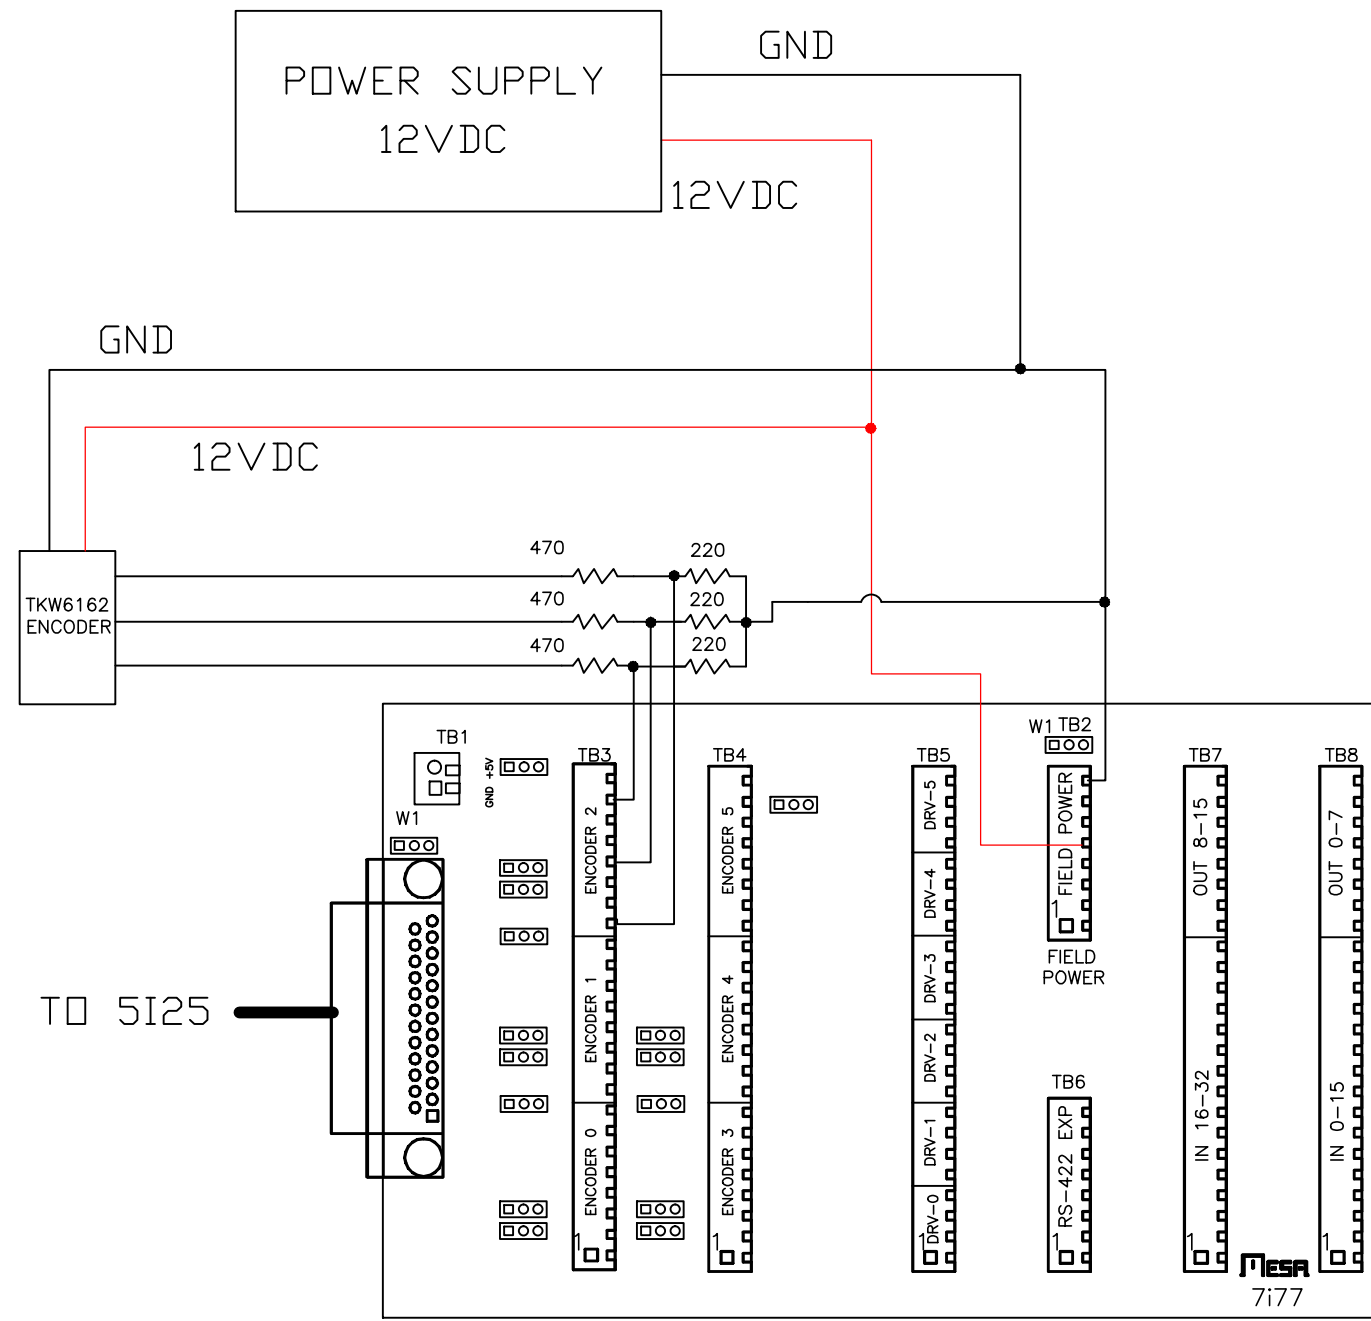 GND
POWER SUPPLY
12VDC
12VDC
GND
12VDC
470
220
TKW6162
ENCODER
470
220
470
220
W1 TB2
TB1
TB3
TB4
TB5
TB7
TB8
GND +5V
W1
ENCODER 2
ENCODER 5
DRV-5
FIELD POWER
OUT 8-15
OUT 0-7
DRV-4
1
ENCODER 1
ENCODER 4
DRV-3
FIELD
POWER
TO 5I25
DRV-2
TB6
ENCODER 0
ENCODER 3
DRV-1
RS-422 EXP
IN 16-32
IN 0-15
DRV-0
1
1
1
1
1
1
MESA
7i77